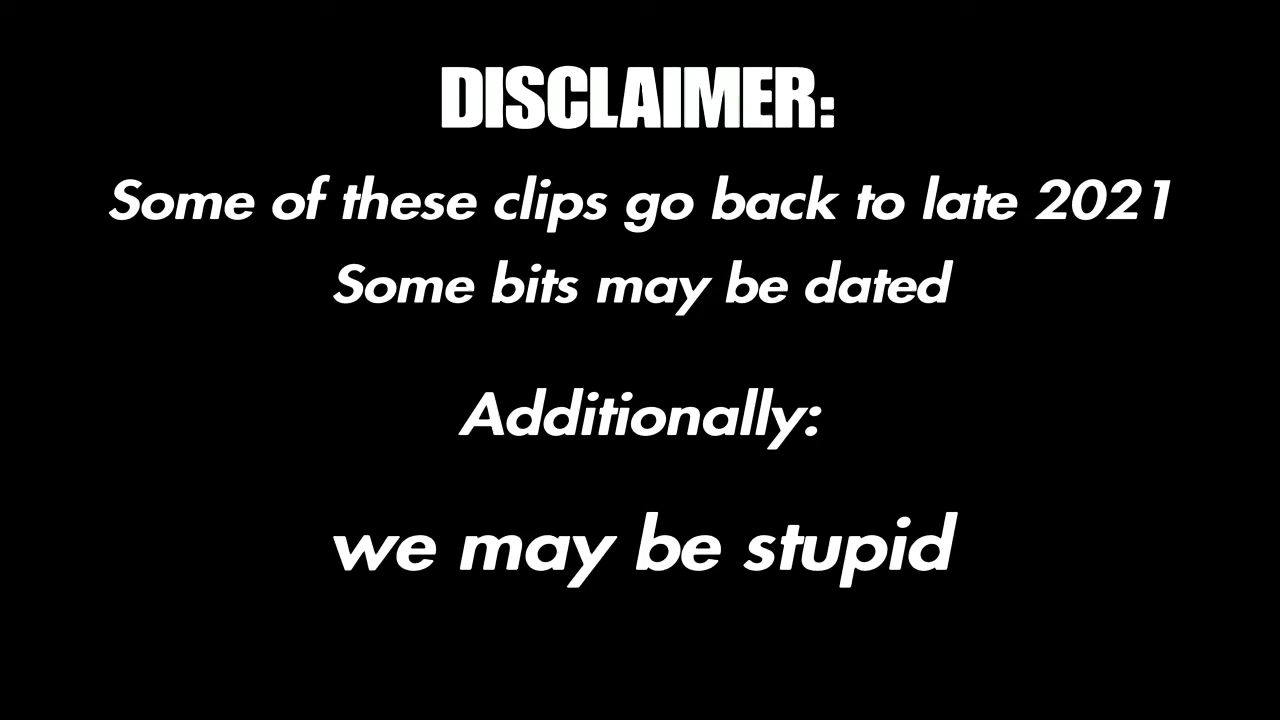 DISCLAIMER:
Some of these clips go back to late 2021
Some bits may be dated
Additionally:
we may be stupid